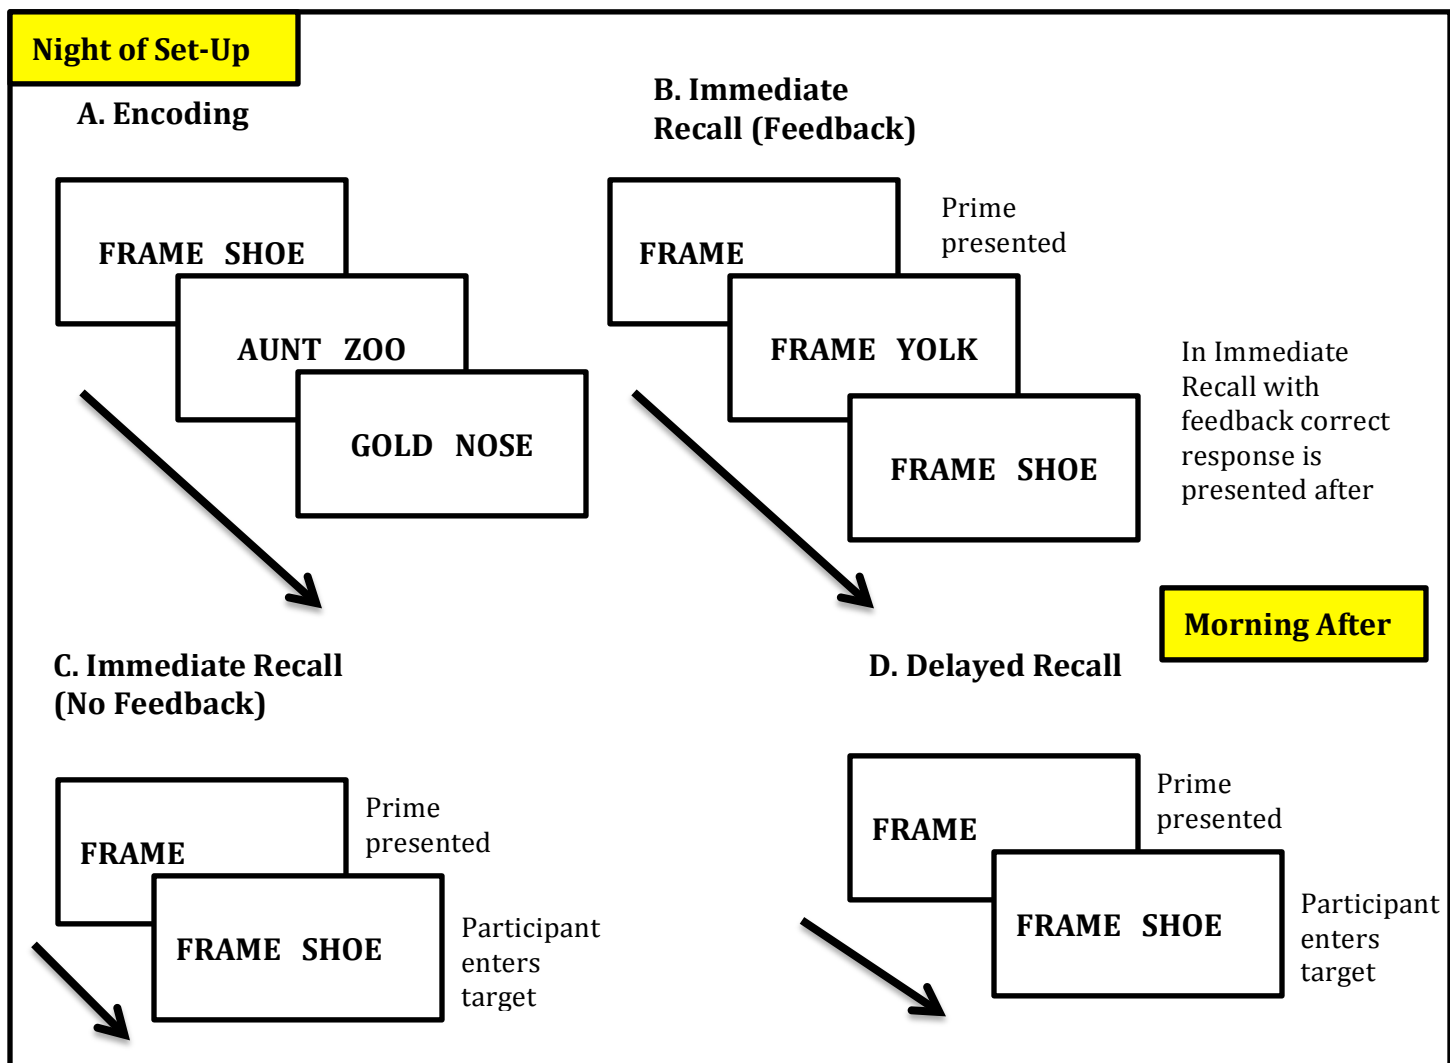 Night of Set-Up
A. Encoding
FRAME SHOE
AUNT ZOO
GOLD NOSE
B. Immediate
Recall (Feedback)
FRAME
Prime
presented
FRAME YOLK
FRAME SHOE
In Immediate
Recall with
feedback correct
response is
presented after
C. Immediate Recall
(No Feedback)
FRAME
Prime
presented
FRAME SHOE
Participant
enters
target
Morning After
D. Delayed Recall
FRAME
Prime
presented
FRAME SHOE
Participant
enters
target